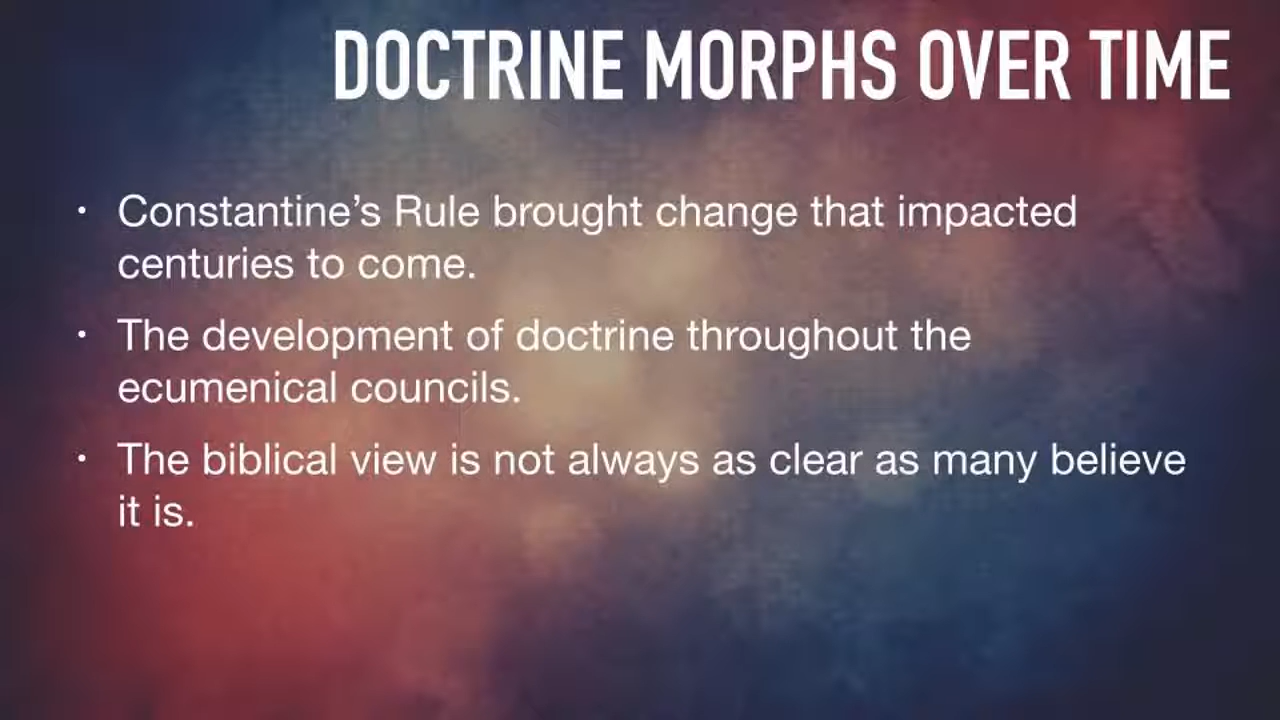 DOCTRINE MORPHS OVER TIME
• Constantine’s Rule brought change that impacted
centuries to come.
• The development of doctrine throughout the
ecumenical councils.
• The biblical view is not always as clear as many believe
it is.